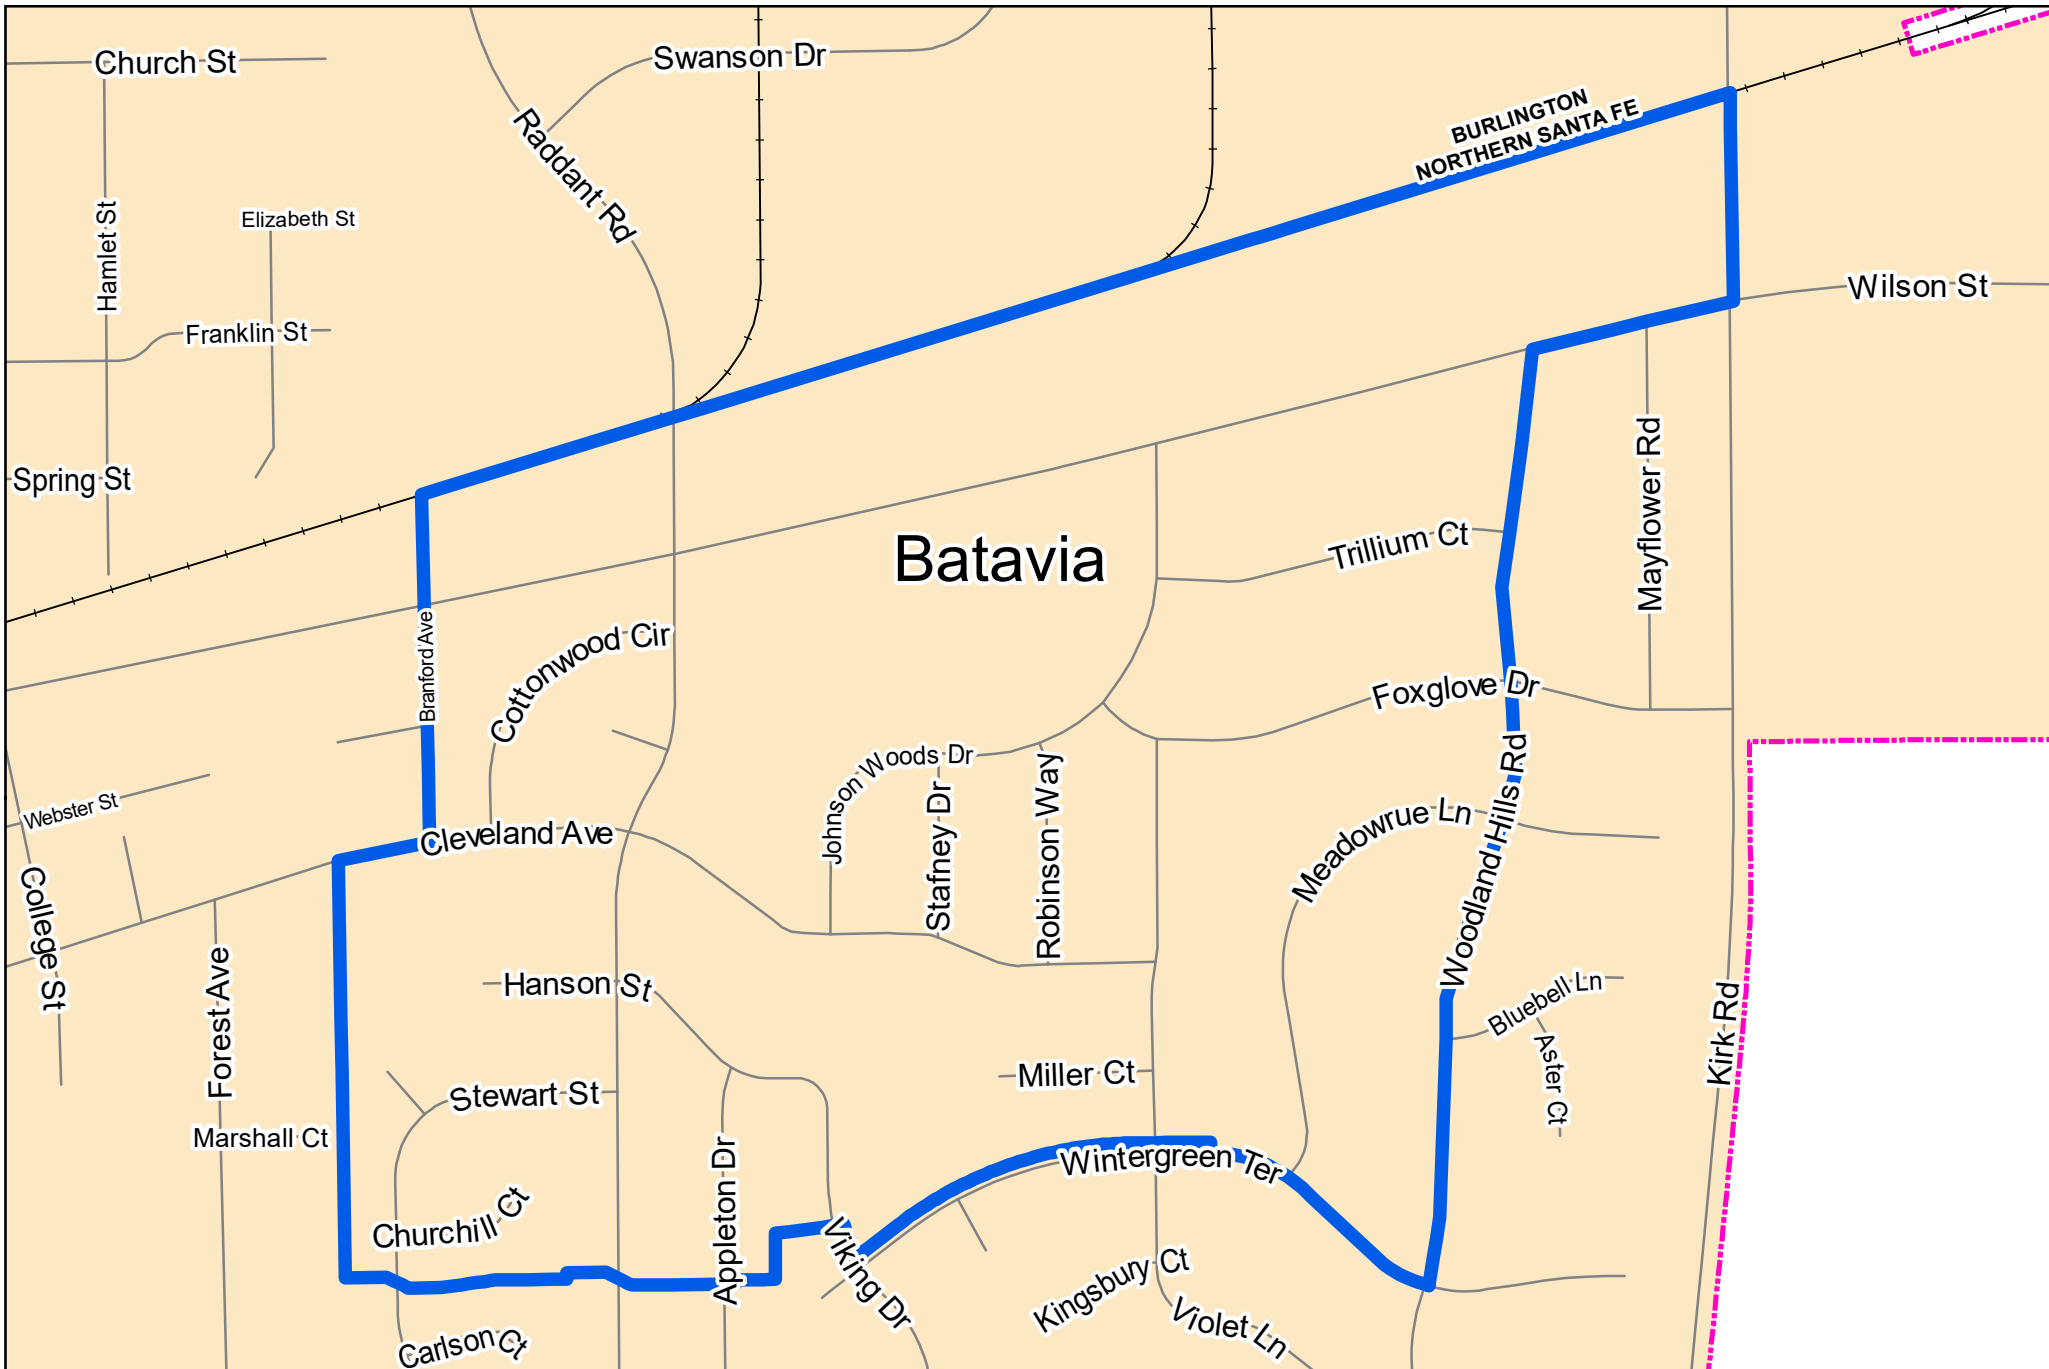 Church St
Swanson Dr
Raddant Rd
BURLINGTON
NORTHERN SANTA FE
Hamlet St
Elizabeth St
Franklin St
Wilson St
Spring St
Batavia
Trillium Ct
Mayflower Rd
Branford Ave
Cottonwood Cir
Foxglove Dr
Johnson Woods Dr
Stafney Dr
Robinson Way
Woodland Hills Rd
Webster St
Cleveland Ave
Meadowrue Ln
College St
Forest Ave
Hanson St
Bluebell Ln
Aster Ct
Kirk Rd
Miller Ct
Stewart St
Marshall Ct
Appleton Dr
Wintergreen Ter
Churchill Ct
Viking Dr
Kingsbury Ct
Violet Ln
Carlson Ct